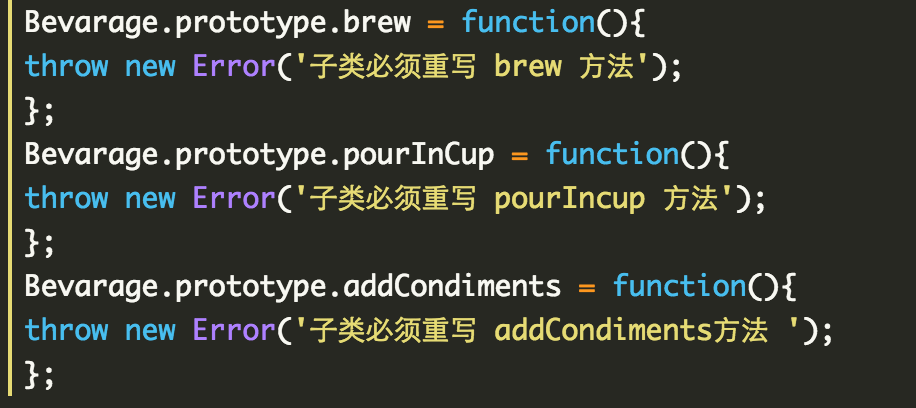 Bevarage.prototype.brew = function(){
throw new Error('子类必须重写 brew 方法');
};
Bevarage.prototype.pourInCup = function(){
throw new Error('子类必须重写 pourIncup 方法');
};
Bevarage.prototype.addCondiments = function(){
throw new Error('子类必须重写 addCondiments方法 ');
};